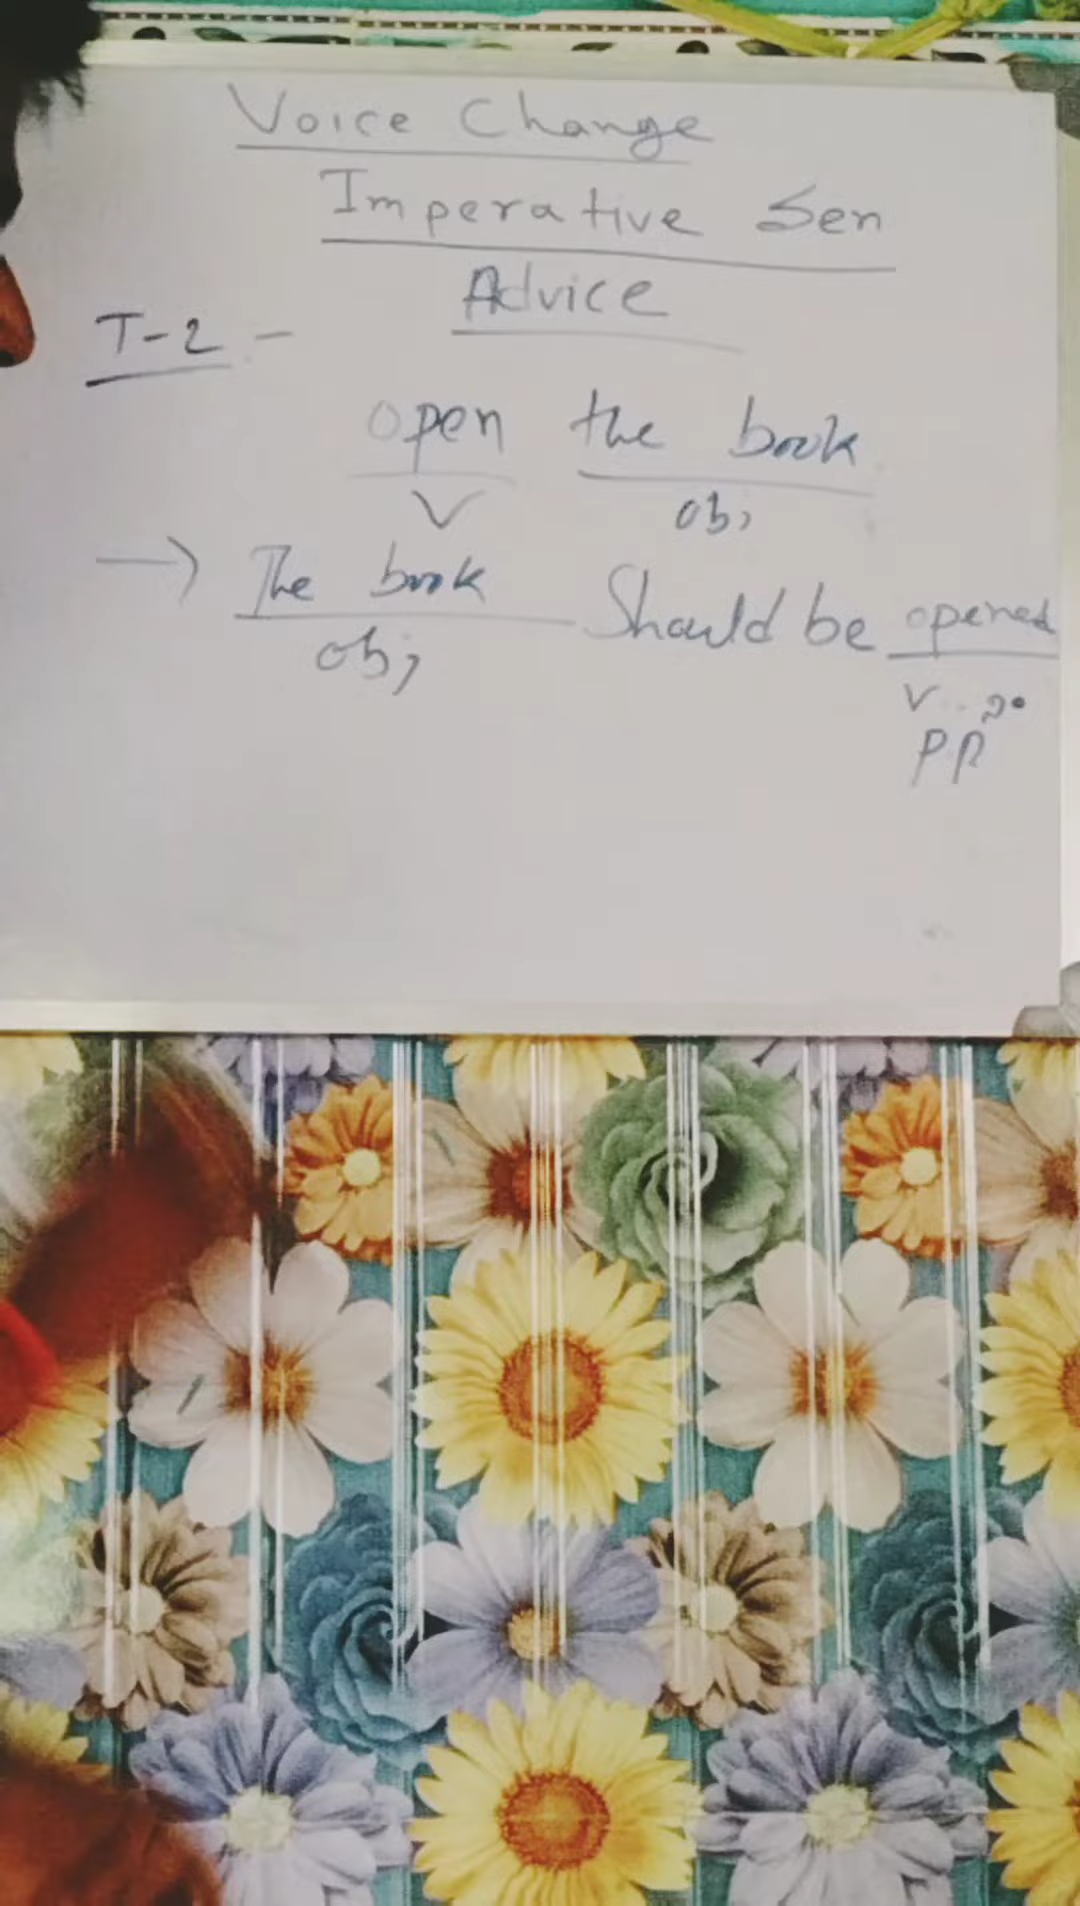 Voice Change
Imperative Sen
Advice
T-2 -
open the book
V obj
→ The book Should be opened
obj V
PP